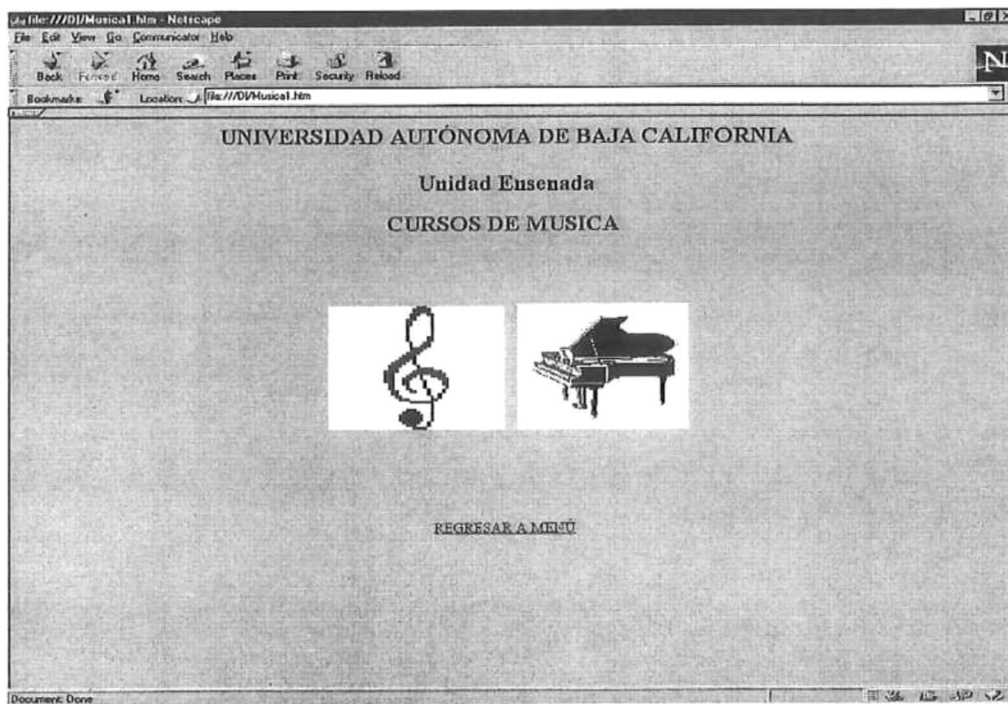 file:///D|/Musica1.htm - Netscape
File Edit View Go Communicator Help
Back Forward Home Search Places Print Security Reload
Bookmarks Location: file:///D|/Musica1.htm
N
UNIVERSIDAD AUTÓNOMA DE BAJA CALIFORNIA
Unidad Ensenada
CURSOS DE MUSICA
REGRESAR A MENÚ
Document: Done